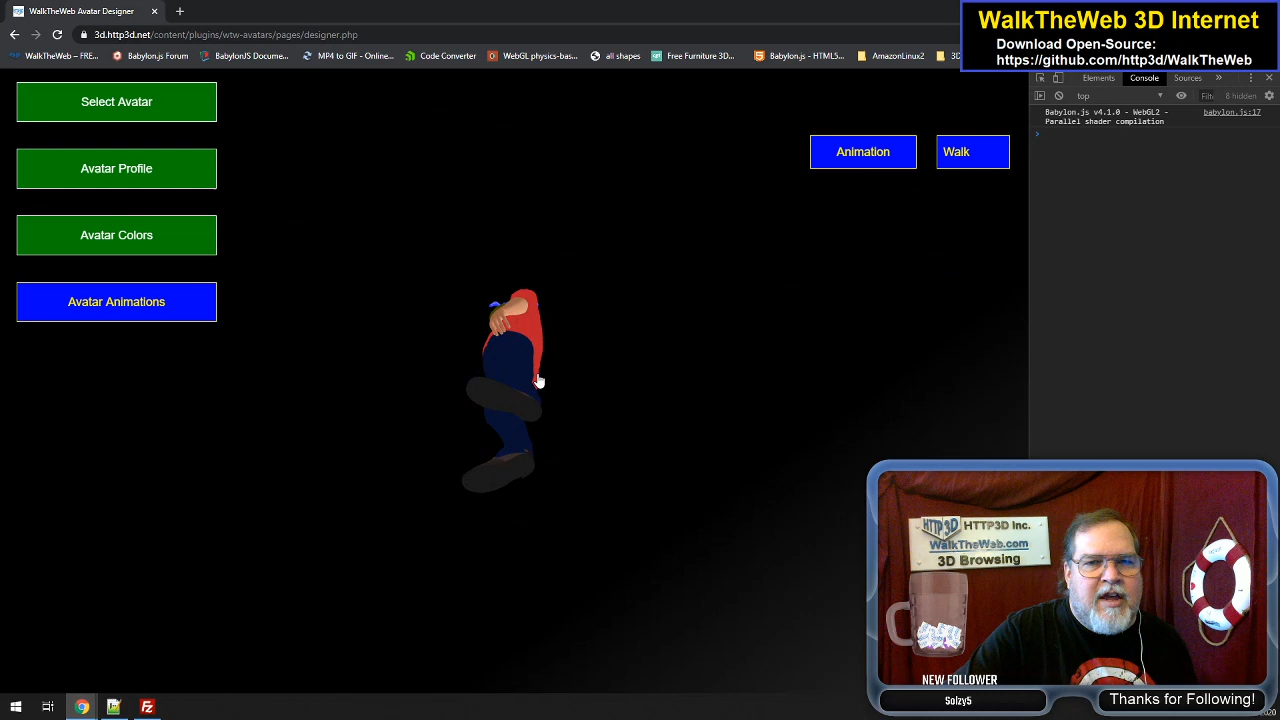 WalkTheWeb Avatar Designer
3d.http3d.net/content/plugins/wtw-avatars/pages/designer.php
WalkTheWeb - FRE...
Babylon.js Forum
BabylonJS Docume...
MP4 to GIF - Online...
Code Converter
WebGL physics-bas...
all shapes
Free Furniture 3D...
Babylon.js - HTML5...
AmazonLinux2
WalkTheWeb 3D Internet
Download Open-Source:
https://github.com/http3d/WalkTheWeb
Elements
Console
Sources
top
8 hidden
Babylon.js v4.1.0 - WebGL2 -
Parallel shader compilation
babylon.js:17
Select Avatar
Avatar Profile
Avatar Colors
Avatar Animations
Animation
Walk
HTTP3D
HTTP3D Inc.
WalkTheWeb.com
3D Browsing
NEW FOLLOWER
Solzy5
Thanks for Following!